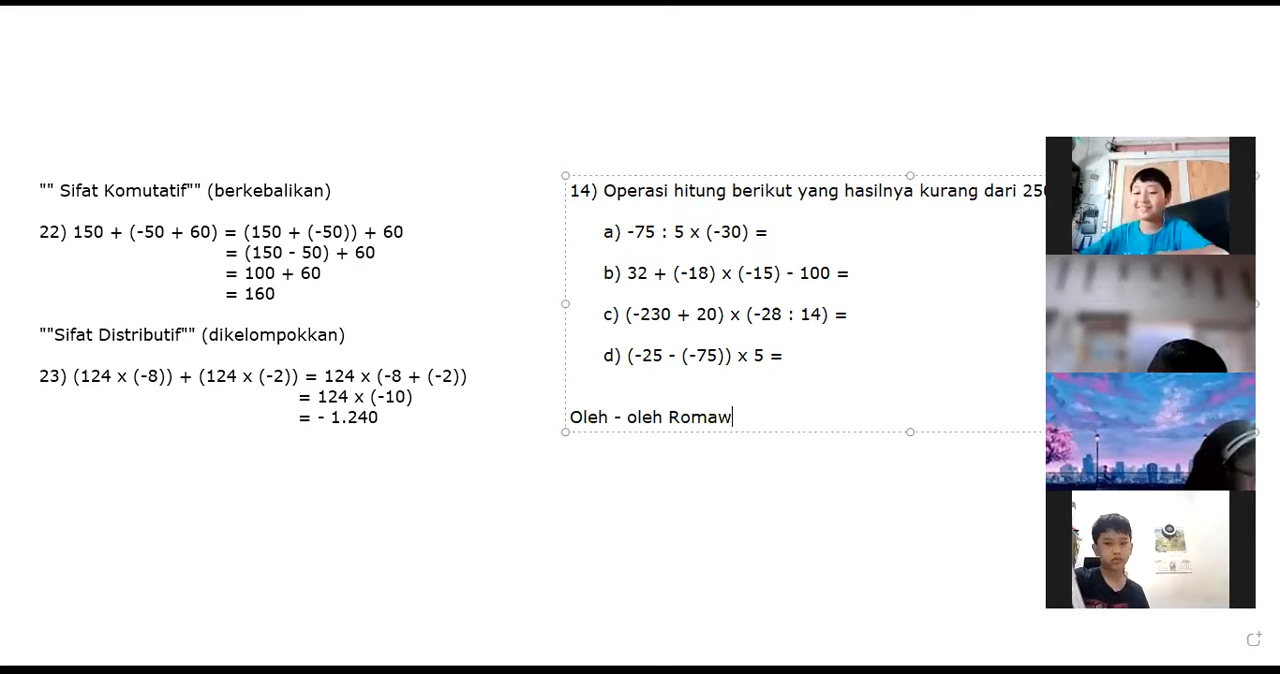 "" Sifat Komutatif"" (berkebalikan)
22) 150 + (-50 + 60) = (150 + (-50)) + 60
= (150 - 50) + 60
= 100 + 60
= 160
""Sifat Distributif"" (dikelompokkan)
23) (124 x (-8)) + (124 x (-2)) = 124 x (-8 + (-2))
= 124 x (-10)
= - 1.240
14) Operasi hitung berikut yang hasilnya kurang dari 250
a) -75 : 5 x (-30) =
b) 32 + (-18) x (-15) - 100 =
c) (-230 + 20) x (-28 : 14) =
d) (-25 - (-75)) x 5 =
Oleh - oleh Romaw